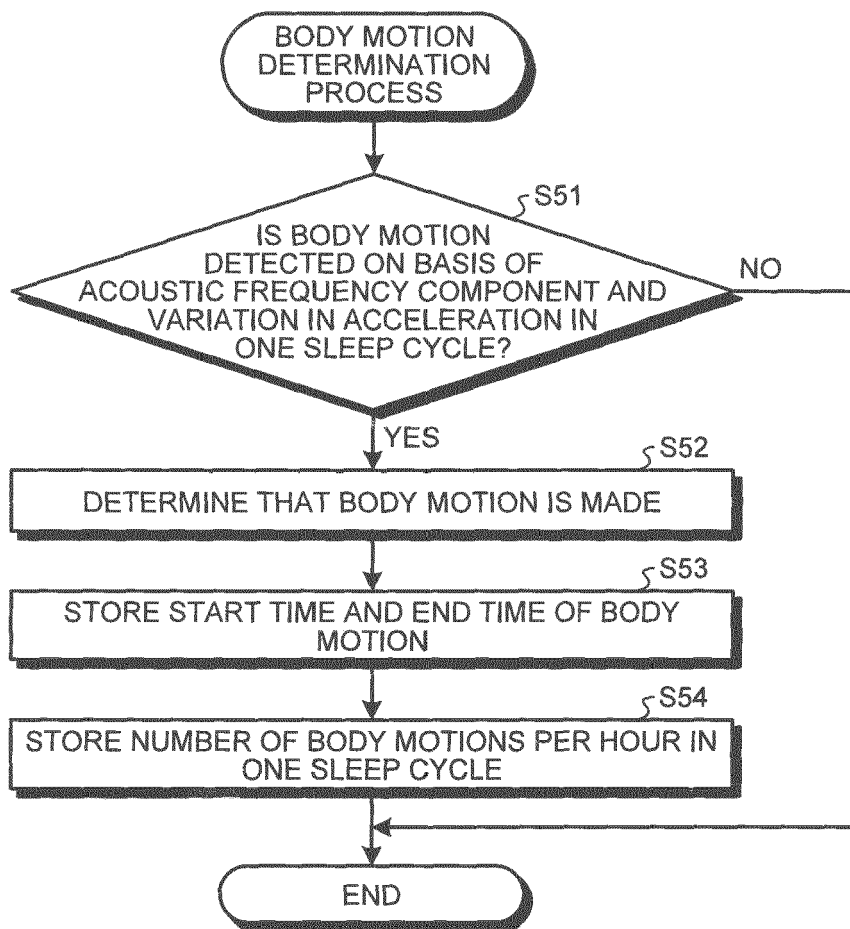 BODY MOTION
DETERMINATION
PROCESS
S51
IS BODY MOTION
DETECTED ON BASIS OF
ACOUSTIC FREQUENCY COMPONENT AND
VARIATION IN ACCELERATION IN
ONE SLEEP CYCLE?
NO
YES
S52
DETERMINE THAT BODY MOTION IS MADE
S53
STORE START TIME AND END TIME OF BODY
MOTION
S54
STORE NUMBER OF BODY MOTIONS PER HOUR IN
ONE SLEEP CYCLE
END